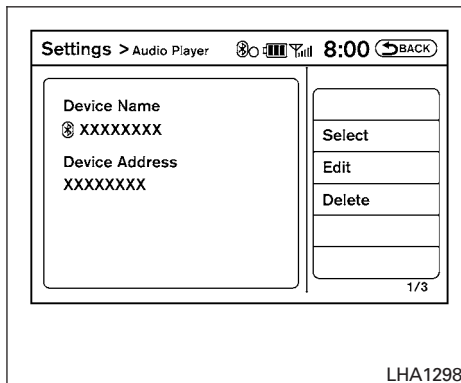 Settings > Audio Player 8:00 BACK
Device Name
XXXXXXXX
Device Address
XXXXXXXX
Select
Edit
Delete
1/3
LHA1298